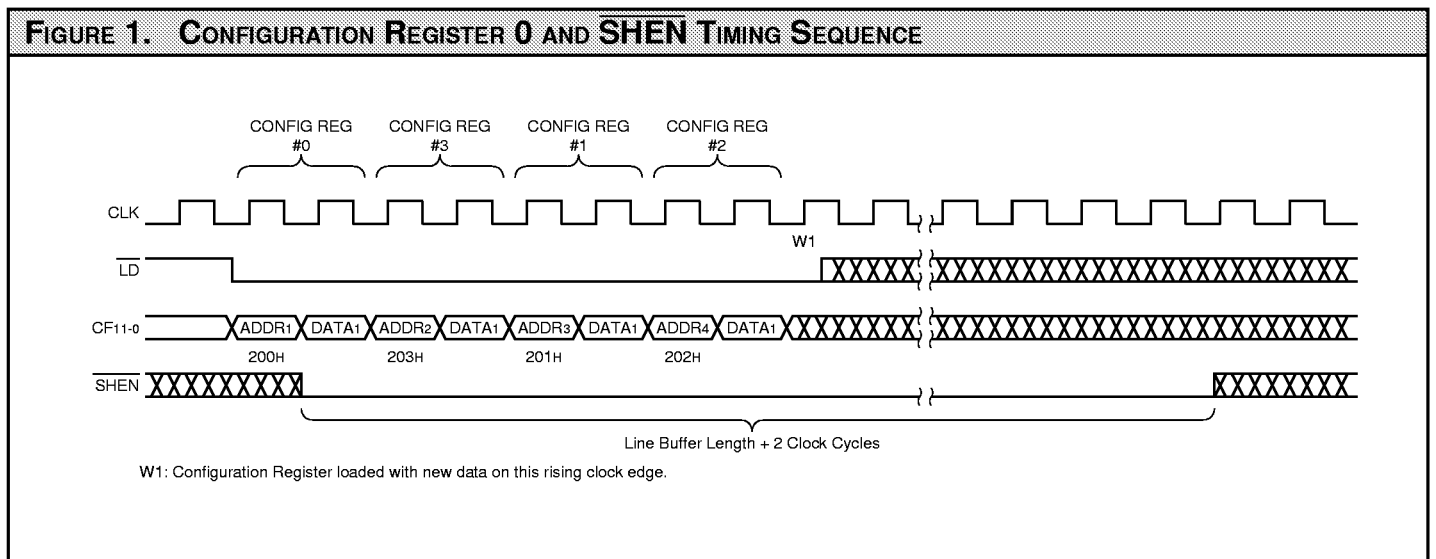 FIGURE 1. CONFIGURATION REGISTER 0 AND SHEN TIMING SEQUENCE
CONFIG REG #0
CONFIG REG #3
CONFIG REG #1
CONFIG REG #2
CLK
W1
LD
CF11-0
ADDR1 DATA1 ADDR2 DATA1 ADDR3 DATA1 ADDR4 DATA1
200H 203H 201H 202H
SHEN
Line Buffer Length + 2 Clock Cycles
W1: Configuration Register loaded with new data on this rising clock edge.